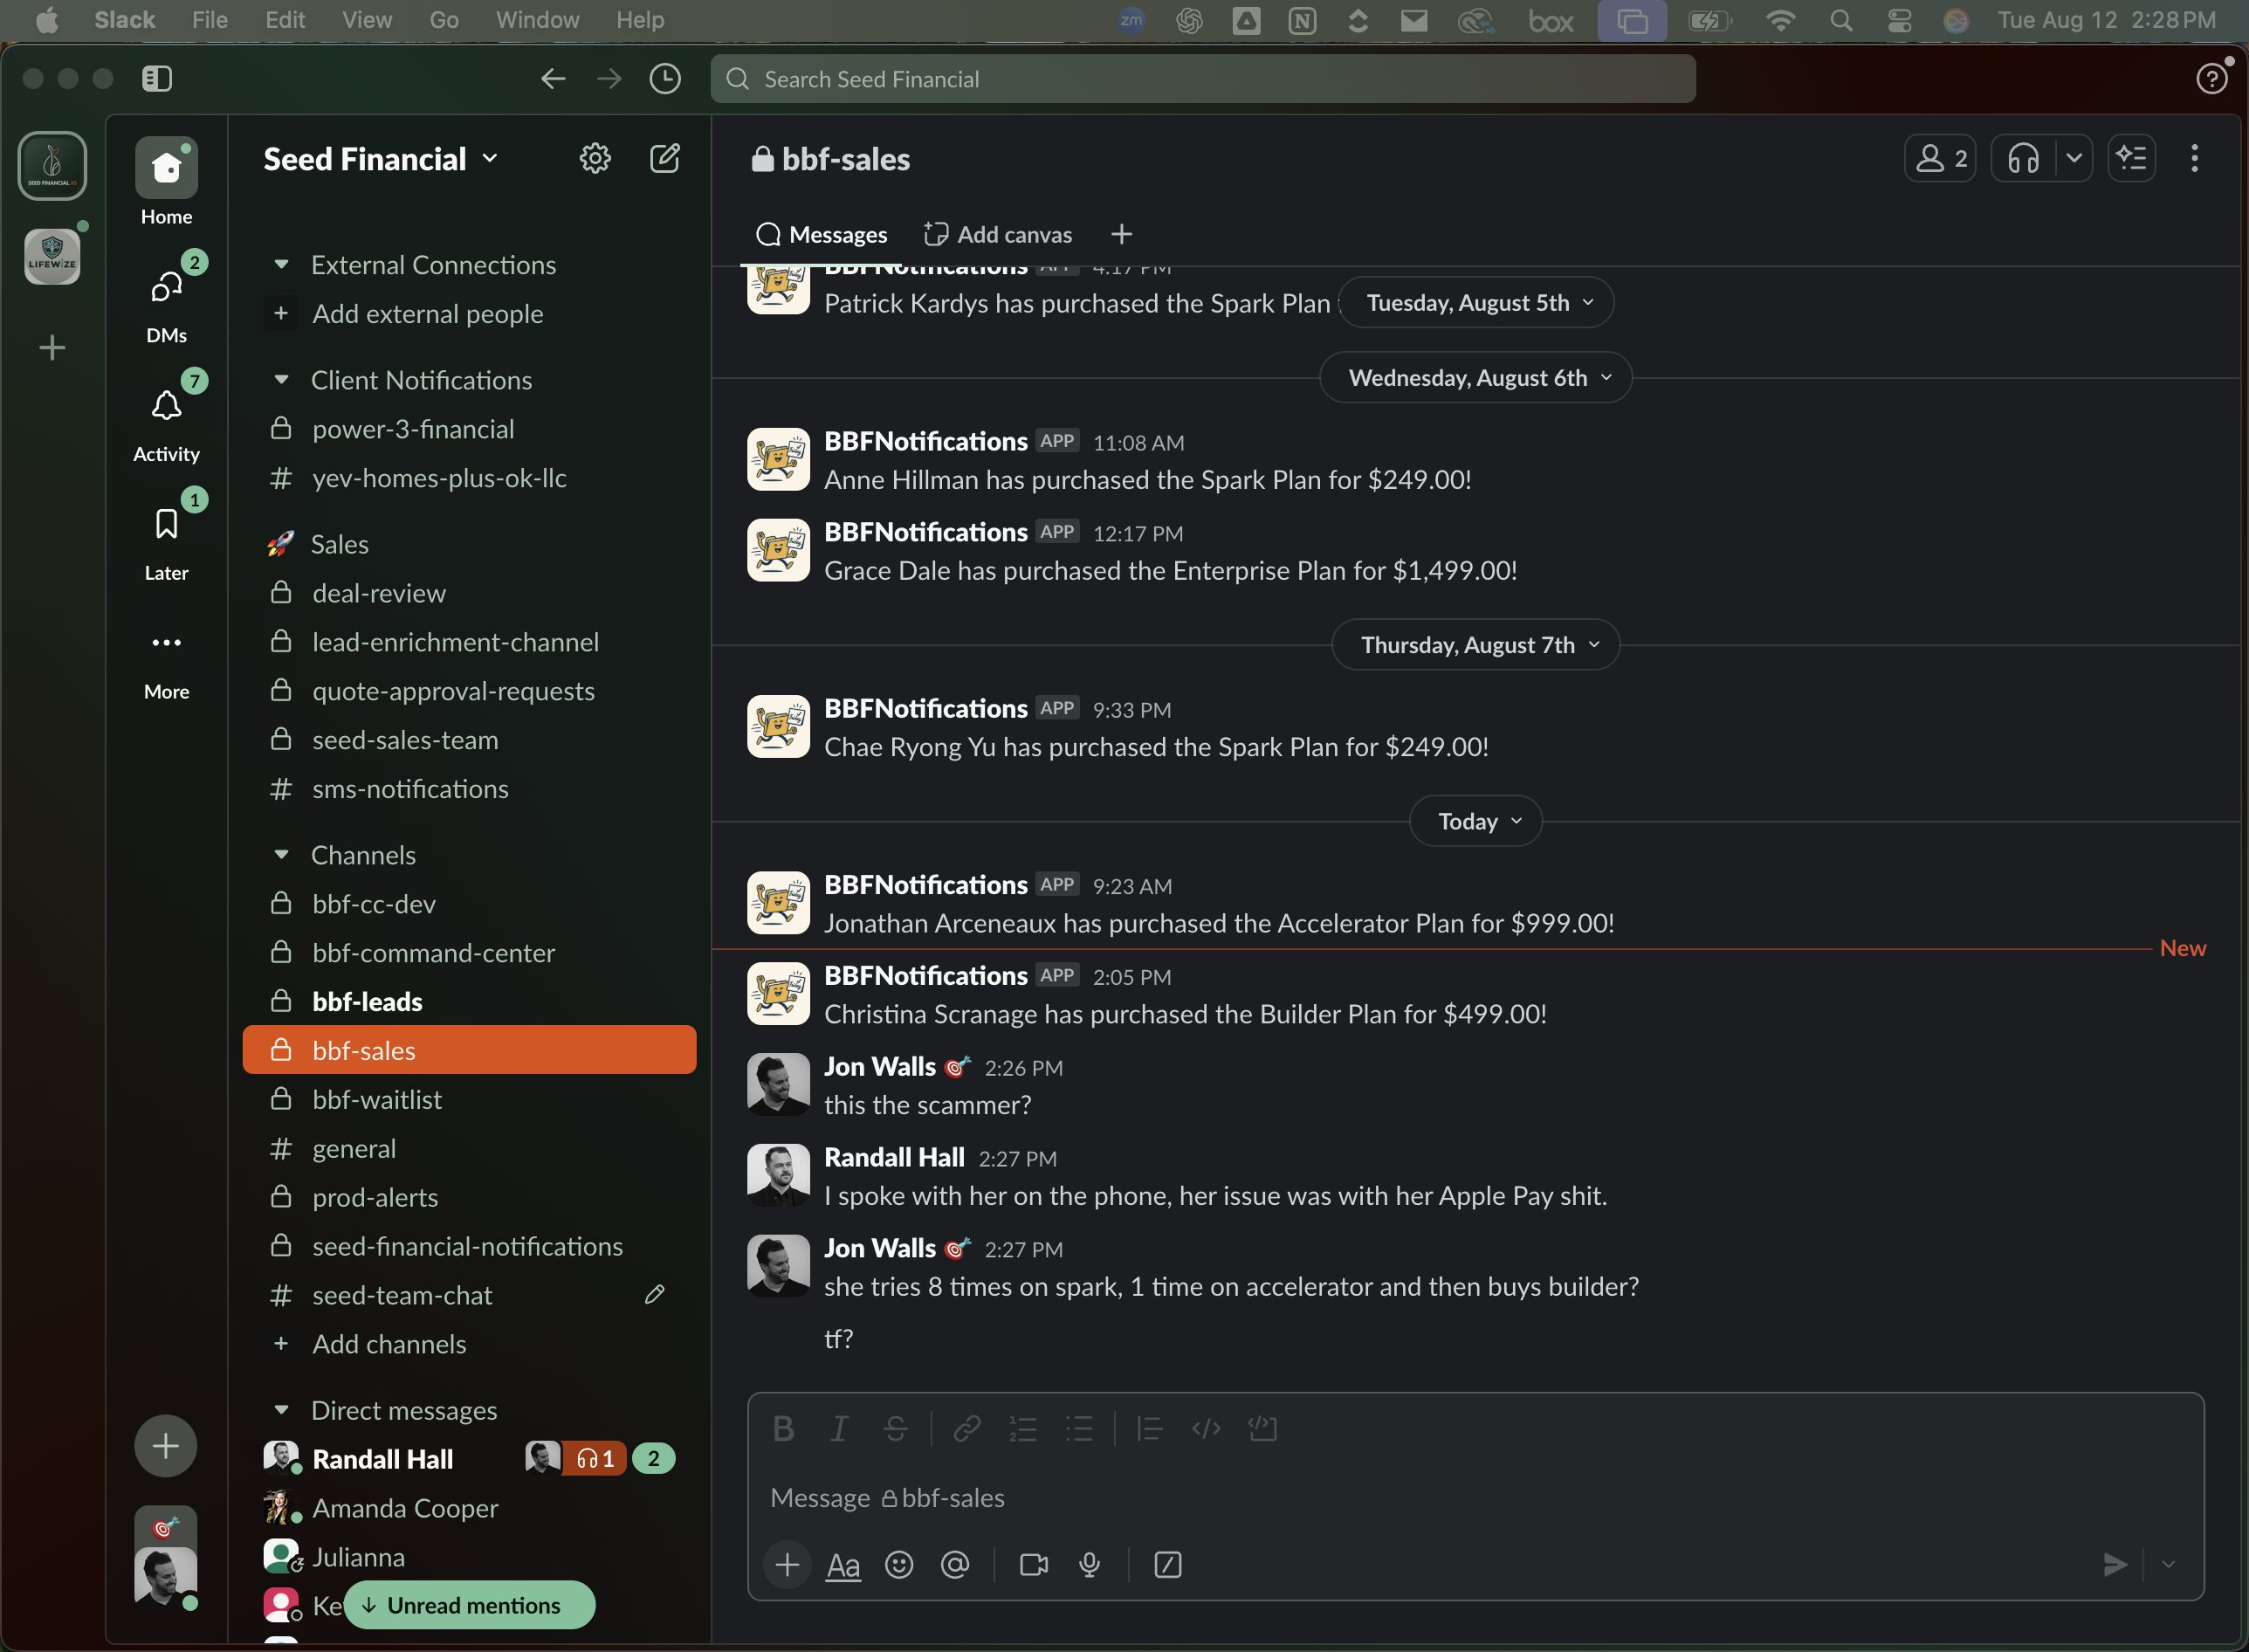 Slack File Edit View Go Window Help
zm
N
box
Tue Aug 12 2:28 PM
Search Seed Financial
SEED FINANCIAL
LIFEWIZE
Home
2
DMs
7
Activity
1
Later
More
Seed Financial
External Connections
+ Add external people
Client Notifications
power-3-financial
# yev-homes-plus-ok-llc
🚀 Sales
deal-review
lead-enrichment-channel
quote-approval-requests
seed-sales-team
# sms-notifications
Channels
bbf-cc-dev
bbf-command-center
bbf-leads
bbf-sales
bbf-waitlist
# general
prod-alerts
seed-financial-notifications
# seed-team-chat
+ Add channels
Direct messages
Randall Hall 1 2
Amanda Cooper
Julianna
Ke
↓ Unread mentions
bbf-sales
2
Messages
Add canvas
+
BBFNotifications APP 4:17 PM
Patrick Kardys has purchased the Spark Plan
Tuesday, August 5th
Wednesday, August 6th
BBFNotifications APP 11:08 AM
Anne Hillman has purchased the Spark Plan for $249.00!
BBFNotifications APP 12:17 PM
Grace Dale has purchased the Enterprise Plan for $1,499.00!
Thursday, August 7th
BBFNotifications APP 9:33 PM
Chae Ryong Yu has purchased the Spark Plan for $249.00!
Today
BBFNotifications APP 9:23 AM
Jonathan Arceneaux has purchased the Accelerator Plan for $999.00!
New
BBFNotifications APP 2:05 PM
Christina Scranage has purchased the Builder Plan for $499.00!
Jon Walls 🎯 2:26 PM
this the scammer?
Randall Hall 2:27 PM
I spoke with her on the phone, her issue was with her Apple Pay shit.
Jon Walls 🎯 2:27 PM
she tries 8 times on spark, 1 time on accelerator and then buys builder?
tf?
B I S
Message bbf-sales
+ Aa @